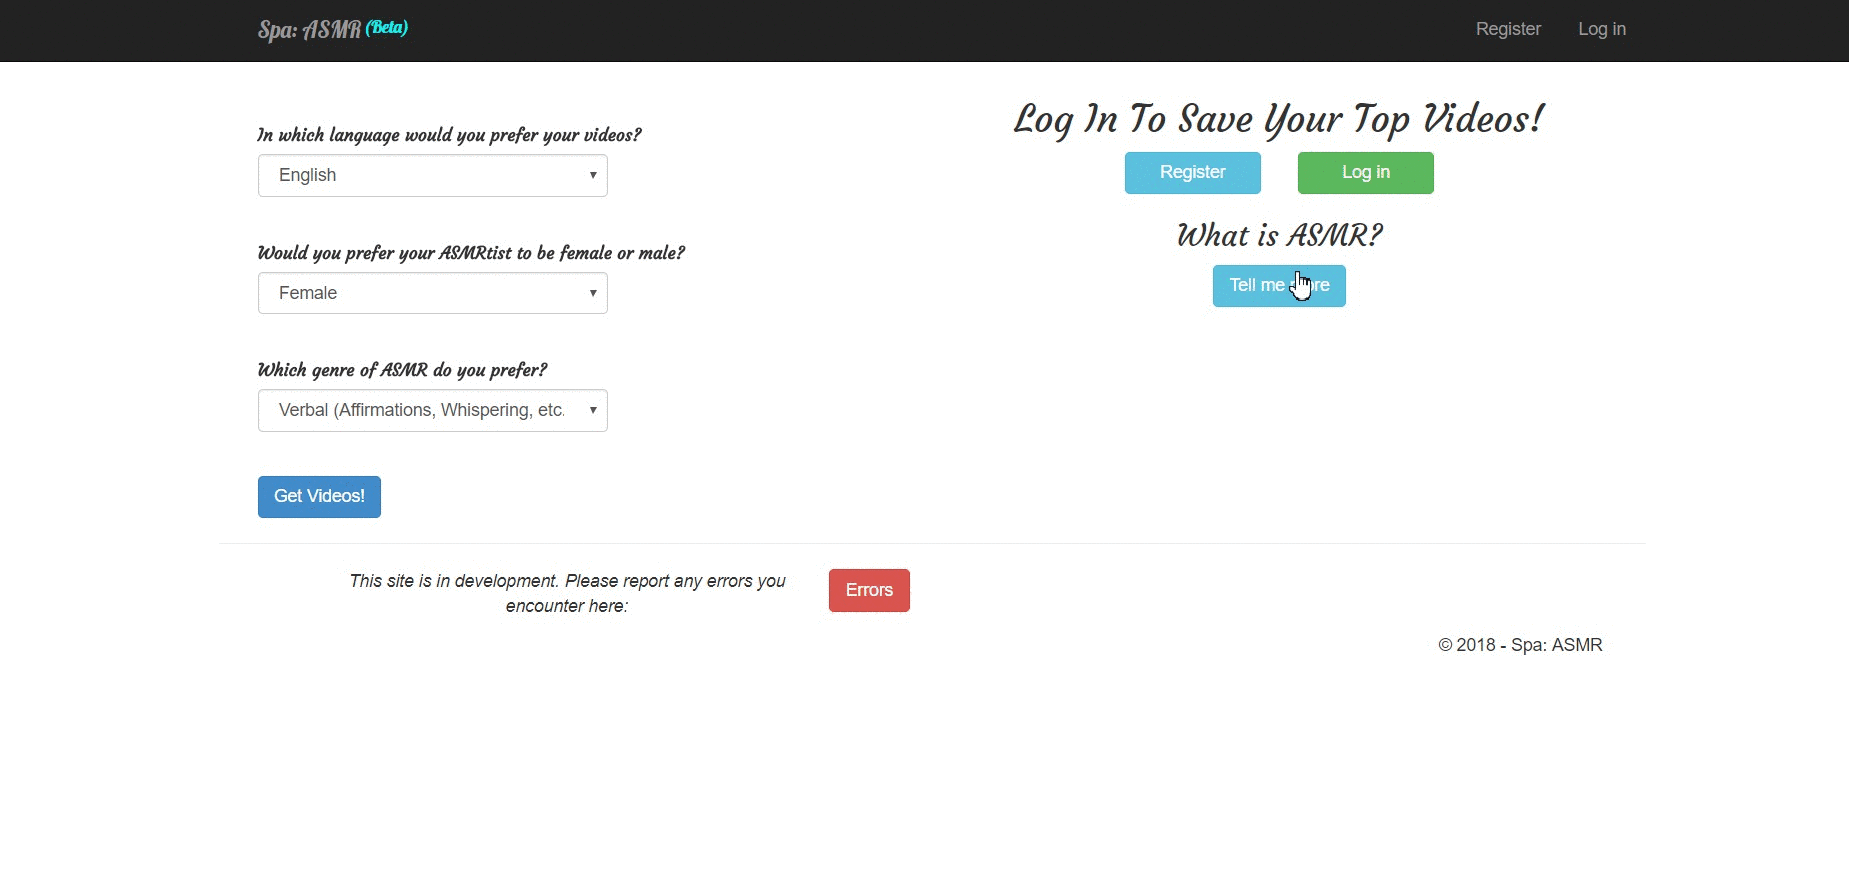 Spa: ASMR (Beta)
Register
Log in
In which language would you prefer your videos?
English
Would you prefer your ASMRtist to be female or male?
Female
Which genre of ASMR do you prefer?
Verbal (Affirmations, Whispering, etc.
Get Videos!
Log In To Save Your Top Videos!
Register
Log in
What is ASMR?
Tell me
This site is in development. Please report any errors you
encounter here:
Errors
© 2018 - Spa: ASMR